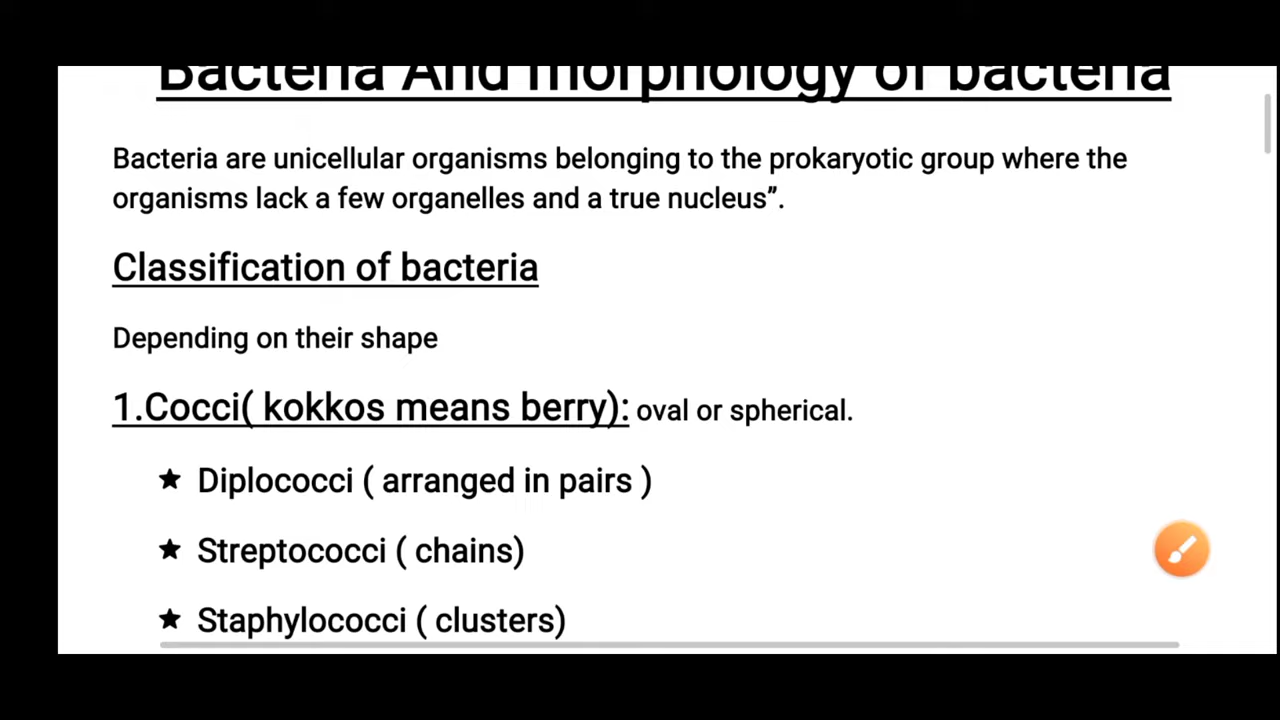 Bacteria And morphology of bacteria
Bacteria are unicellular organisms belonging to the prokaryotic group where the
organisms lack a few organelles and a true nucleus”.
Classification of bacteria
Depending on their shape
1.Cocci( kokkos means berry): oval or spherical.
★ Diplococci ( arranged in pairs )
★ Streptococci ( chains)
★ Staphylococci ( clusters)